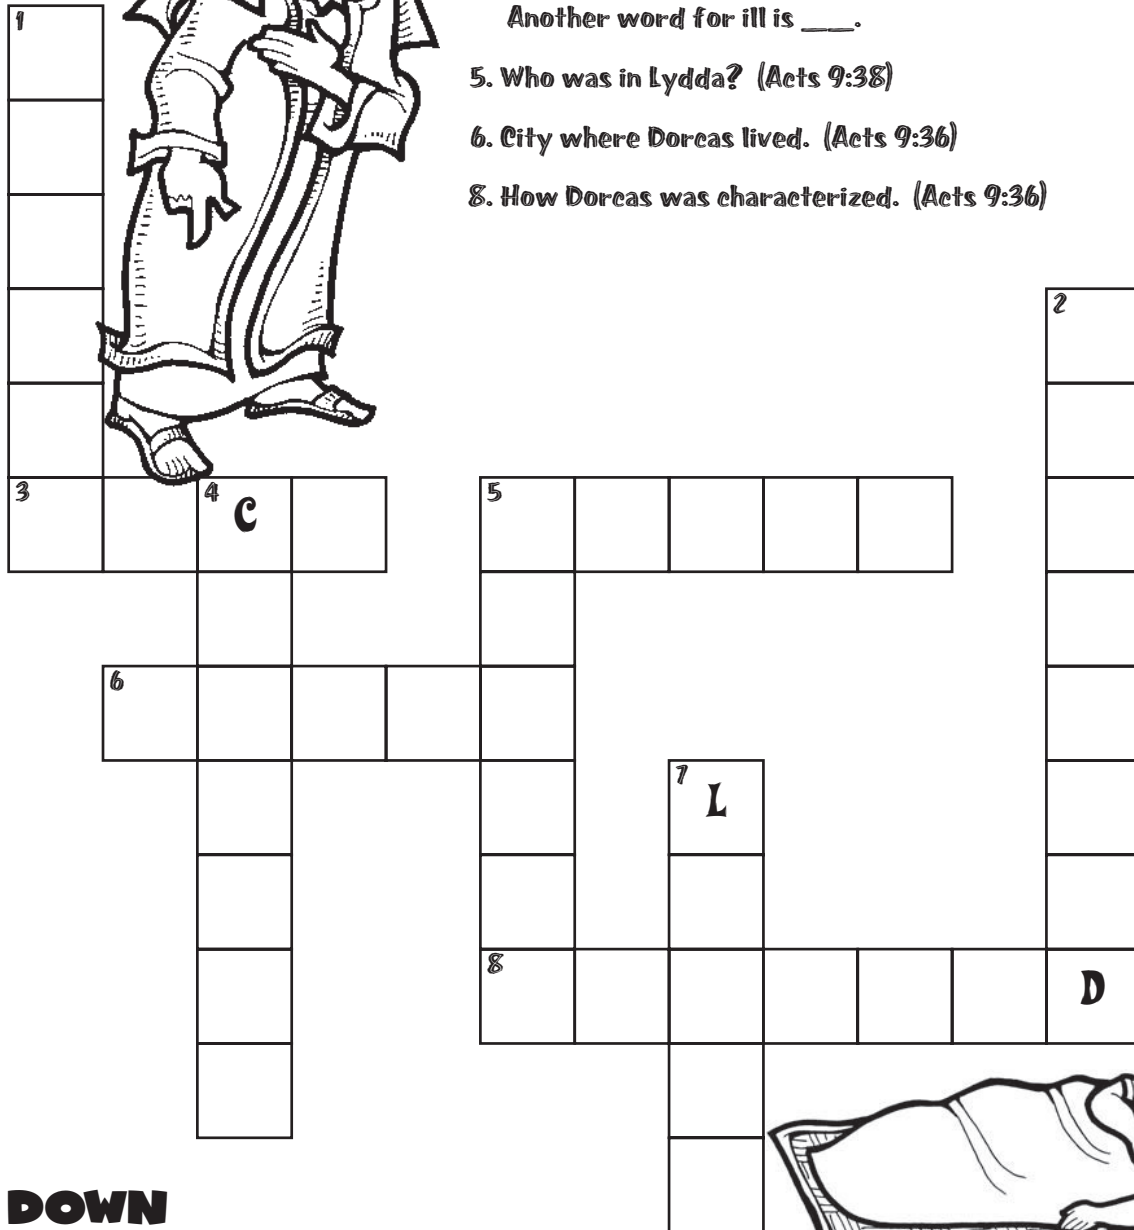 1
Another word for ill is ____.
5. Who was in Lydda? (Acts 9:38)
6. City where Dorcas lived. (Acts 9:36)
8. How Dorcas was characterized. (Acts 9:36)
2
3
4 C
5
6
7 L
8
D
DOWN